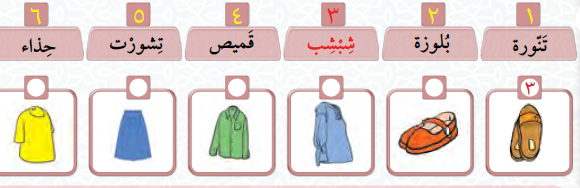 ١ ٢ ٣ ٤ ٥ ٦
تَنّورة بُلوزة شِبْشِب قَميص تِشورْت حِذاء
٣